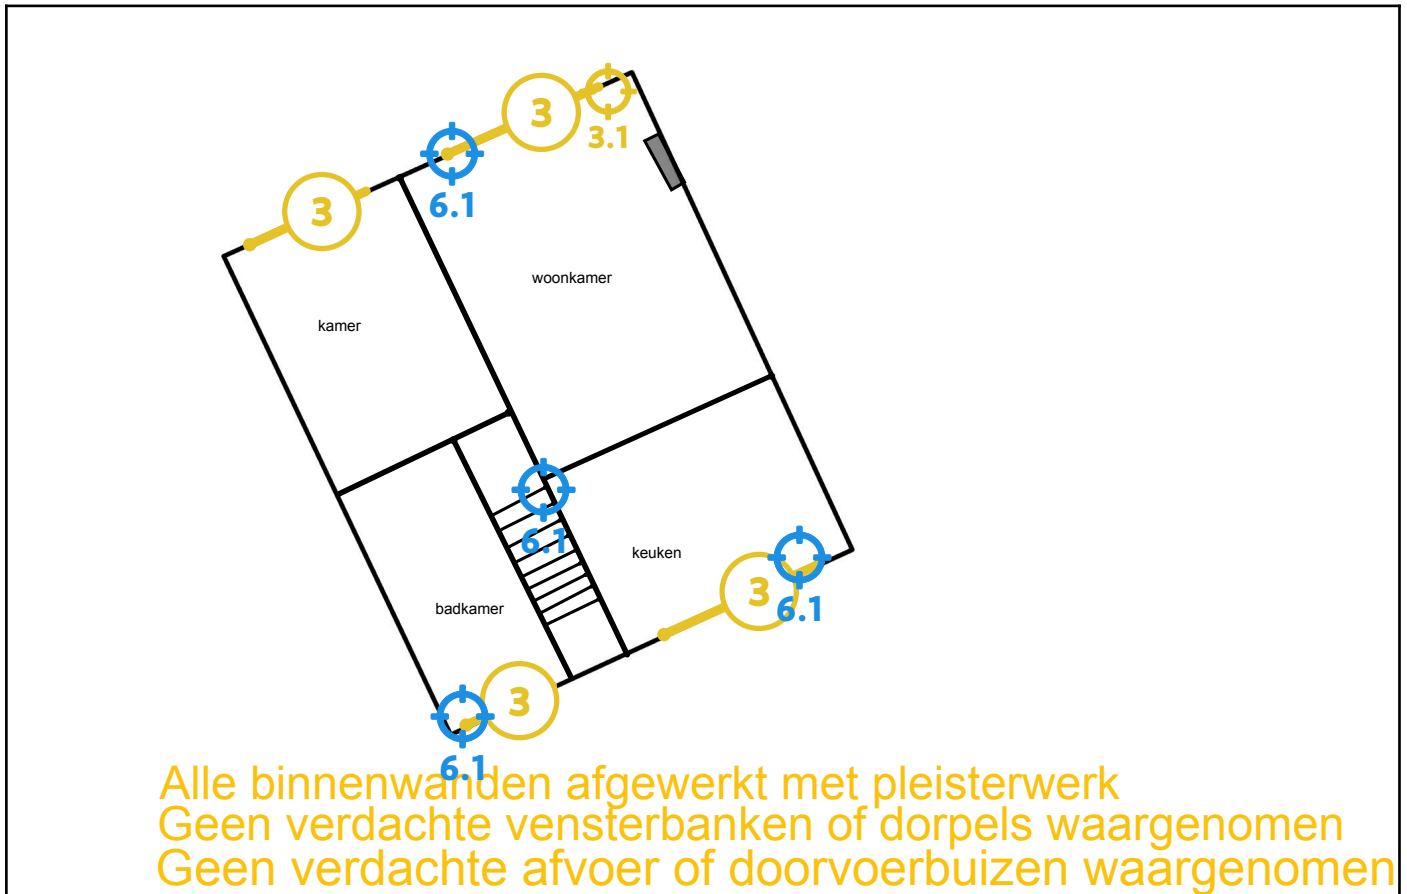 3
3.1
6.1
3
woonkamer
kamer
6.1
keuken
3
6.1
badkamer
3
6.1
Alle binnenwanden afgewerkt met pleisterwerk
Geen verdachte vensterbanken of dorpels waargenomen
Geen verdachte afvoer of doorvoerbuizen waargenomen